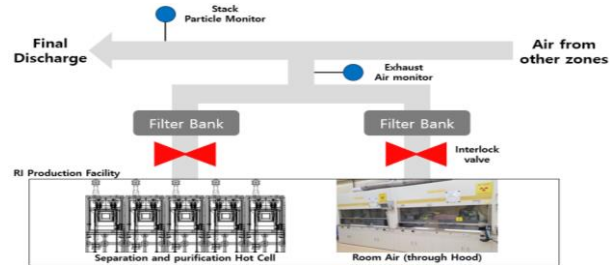 Stack
Particle Monitor
Final
Discharge
Air from
other zones
Exhaust
Air monitor
Filter Bank
Filter Bank
Interlock
valve
RI Production Facility
Separation and purification Hot Cell
Room Air (through Hood)